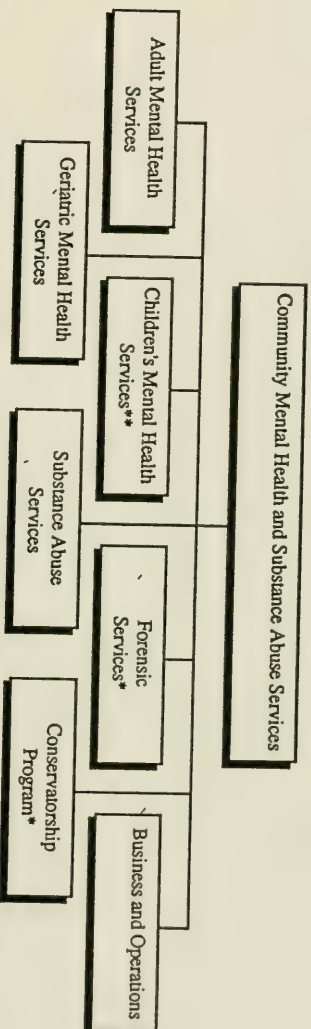 Community Mental Health and Substance Abuse Services
Adult Mental Health
Services
Children's Mental Health
Services**
Forensic
Services*
Business and Operations
Geriatric Mental Health
Services
Substance Abuse
Services
Conservatorship
Program*